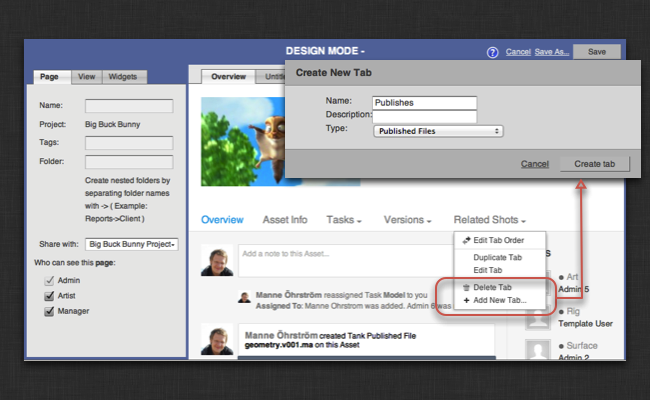 DESIGN MODE -
? Cancel Save As... Save
Page View Widgets
Name:
Project: Big Buck Bunny
Tags:
Folder:
Create nested folders by
separating folder names
with -> ( Example:
Reports->Client )
Share with: Big Buck Bunny Project
Who can see this page:
Admin
Artist
Manager
Overview
Create New Tab
Name: Publishes
Description:
Type: Published Files
Cancel Create tab
Overview Asset Info Tasks Versions Related Shots
Edit Tab Order
Duplicate Tab
Edit Tab
Delete Tab
+ Add New Tab...
Add a note to this Asset...
Manne Öhrström reassigned Task Model to you
Assigned To: Manne Ohrstrom was added. Admin 6 was
Manne Öhrström created Tank Published File
geometry.v001.ma on this Asset
Art
Admin 5
Rig
Template User
Surface
Admin 2